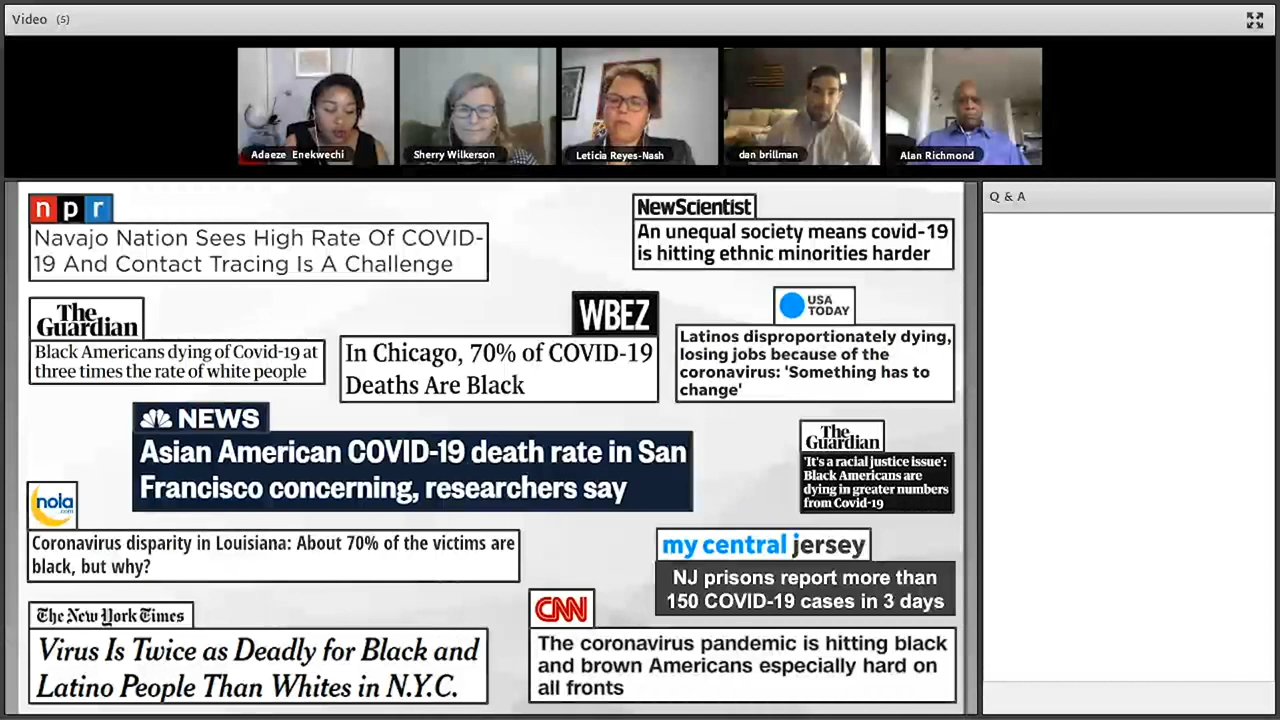 Video (5)
Adaeze Enekwechi
Sherry Wilkerson
Leticia Reyes-Nash
dan brillman
Alan Richmond
Q & A
npr
Navajo Nation Sees High Rate Of COVID-
19 And Contact Tracing Is A Challenge
NewScientist
An unequal society means covid-19
is hitting ethnic minorities harder
The
Guardian
Black Americans dying of Covid-19 at
three times the rate of white people
WBEZ
In Chicago, 70% of COVID-19
Deaths Are Black
USA
TODAY
Latinos disproportionately dying,
losing jobs because of the
coronavirus: 'Something has to
change'
NEWS
Asian American COVID-19 death rate in San
Francisco concerning, researchers say
The
Guardian
'It's a racial justice issue':
Black Americans are
dying in greater numbers
from Covid-19
nola
.com
Coronavirus disparity in Louisiana: About 70% of the victims are
black, but why?
my central jersey
NJ prisons report more than
150 COVID-19 cases in 3 days
The New York Times
Virus Is Twice as Deadly for Black and
Latino People Than Whites in N.Y.C.
CNN
The coronavirus pandemic is hitting black
and brown Americans especially hard on
all fronts